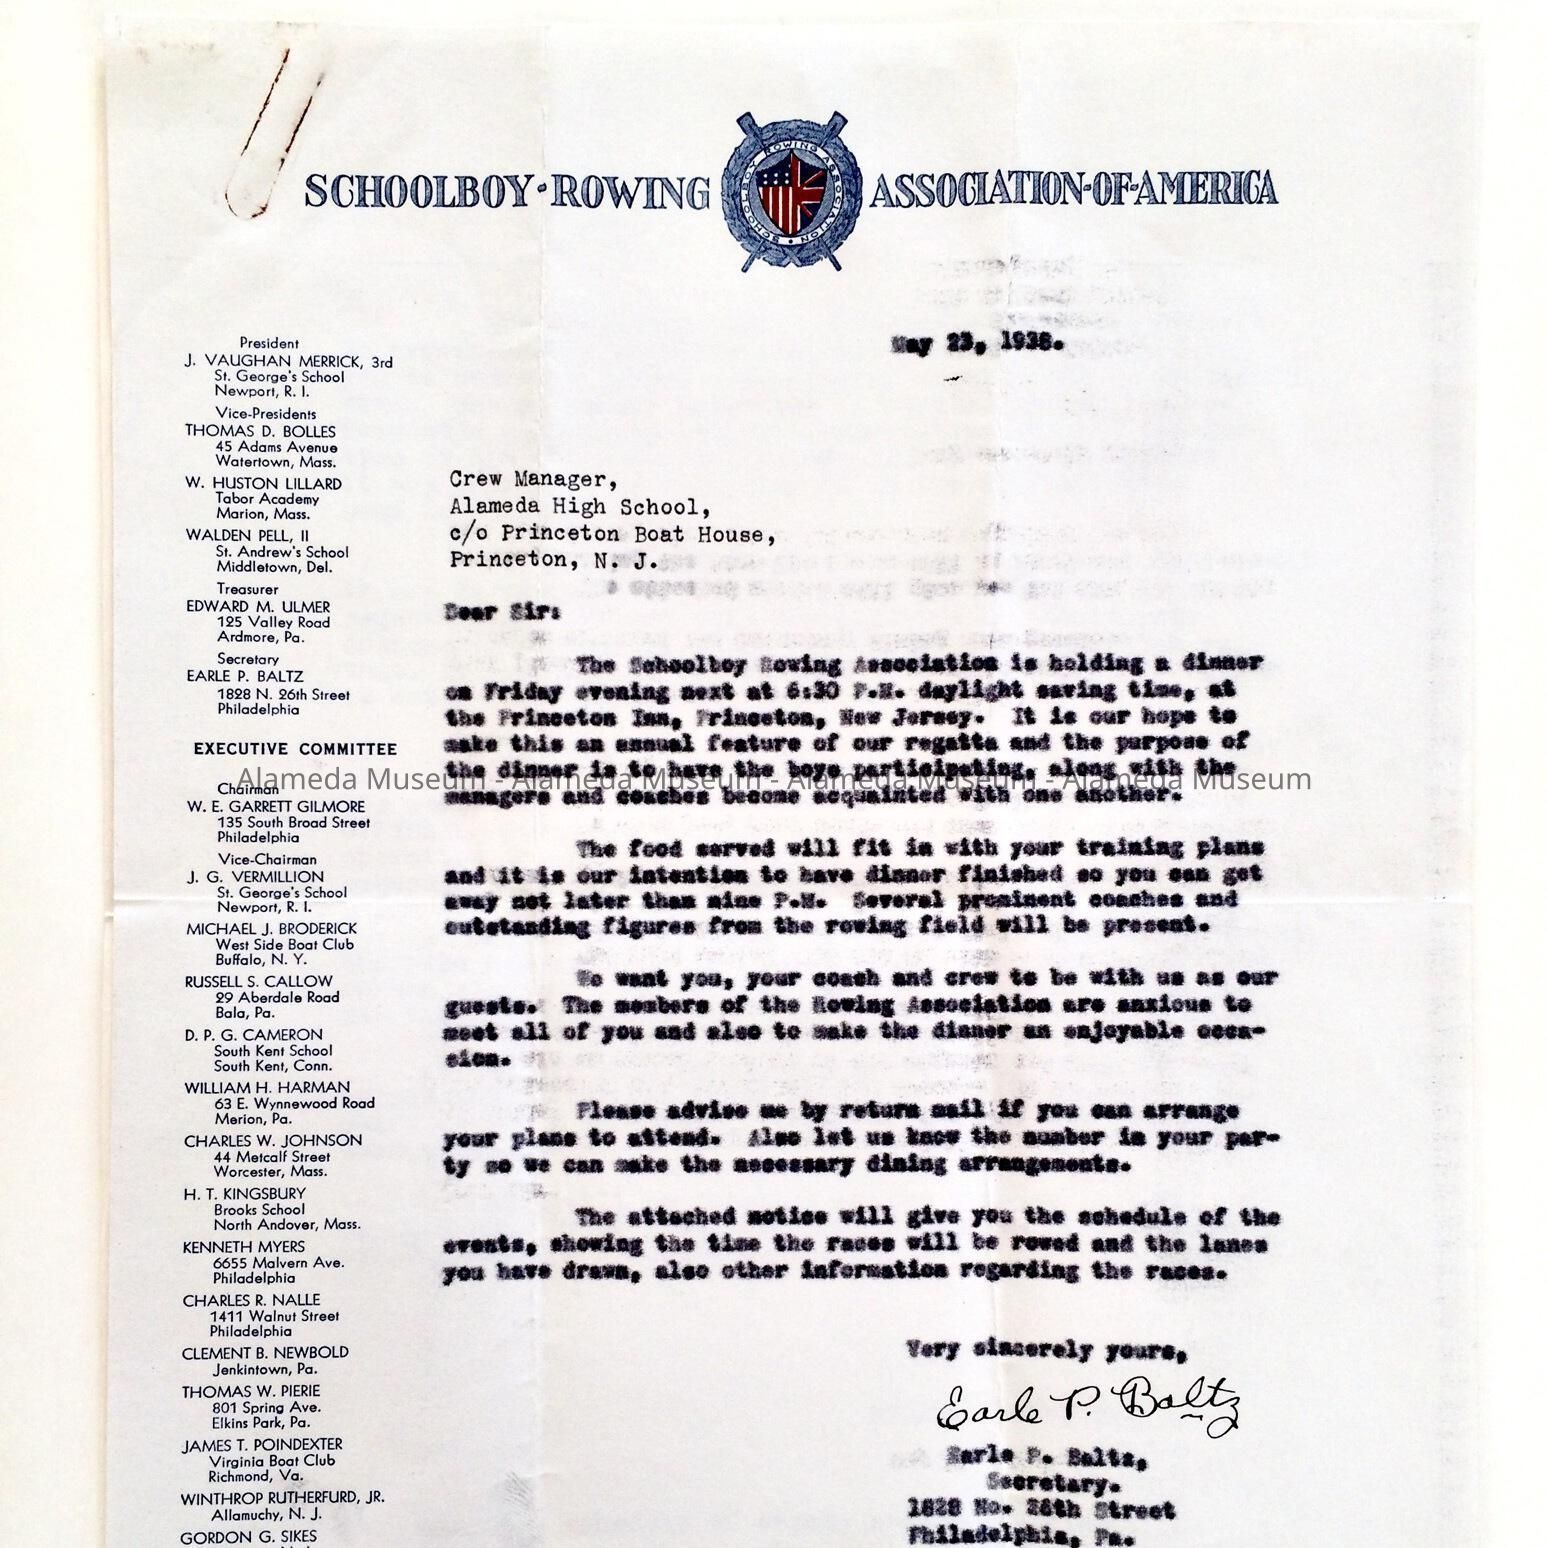 SCHOOLBOY·ROWING ASSOCIATION-OF-AMERICA
SCHOOLBOY ROWING ASSOCIATION
May 23, 1938.
President
J. VAUGHAN MERRICK, 3rd
St. George's School
Newport, R. I.
Vice-Presidents
THOMAS D. BOLLES
45 Adams Avenue
Watertown, Mass.
W. HUSTON LILLARD
Tabor Academy
Marion, Mass.
WALDEN PELL, II
St. Andrew's School
Middletown, Del.
Treasurer
EDWARD M. ULMER
125 Valley Road
Ardmore, Pa.
Secretary
EARLE P. BALTZ
1828 N. 26th Street
Philadelphia
EXECUTIVE COMMITTEE
Chairman
W. E. GARRETT GILMORE
135 South Broad Street
Philadelphia
Vice-Chairman
J. G. VERMILLION
St. George's School
Newport, R. I.
MICHAEL J. BRODERICK
West Side Boat Club
Buffalo, N. Y.
RUSSELL S. CALLOW
29 Aberdale Road
Bala, Pa.
D. P. G. CAMERON
South Kent School
South Kent, Conn.
WILLIAM H. HARMAN
63 E. Wynnewood Road
Merion, Pa.
CHARLES W. JOHNSON
44 Metcalf Street
Worcester, Mass.
H. T. KINGSBURY
Brooks School
North Andover, Mass.
KENNETH MYERS
6655 Malvern Ave.
Philadelphia
CHARLES R. NALLE
1411 Walnut Street
Philadelphia
CLEMENT B. NEWBOLD
Jenkintown, Pa.
THOMAS W. PIERIE
801 Spring Ave.
Elkins Park, Pa.
JAMES T. POINDEXTER
Virginia Boat Club
Richmond, Va.
WINTHROP RUTHERFURD, JR.
Allamuchy, N. J.
GORDON G. SIKES
Crew Manager,
Alameda High School,
c/o Princeton Boat House,
Princeton, N. J.
Dear Sir:
The Schoolboy Rowing Association is holding a dinner
on Friday evening next at 6:30 P.M. daylight saving time, at
the Princeton Inn, Princeton, New Jersey. It is our hope to
make this an annual feature of our regatta and the purpose of
the dinner is to have the boys participating, along with the
managers and coaches become acquainted with one another.
The food served will fit in with your training plans
and it is our intention to have dinner finished so you can get
away not later than nine P.M. Several prominent coaches and
outstanding figures from the rowing field will be present.
We want you, your coach and crew to be with us as our
guests. The members of the Rowing Association are anxious to
meet all of you and also to make the dinner an enjoyable occa-
sion.
Please advise me by return mail if you can arrange
your plans to attend. Also let us know the number in your par-
ty so we can make the necessary dining arrangements.
The attached notice will give you the schedule of the
events, showing the time the races will be rowed and the lanes
you have drawn, also other information regarding the races.
Very sincerely yours,
Earle P. Baltz
Earle P. Baltz,
Secretary.
1828 No. 26th Street
Philadelphia, Pa.
Alameda Museum - Alameda Museum - Alameda Museum - Alameda Museum